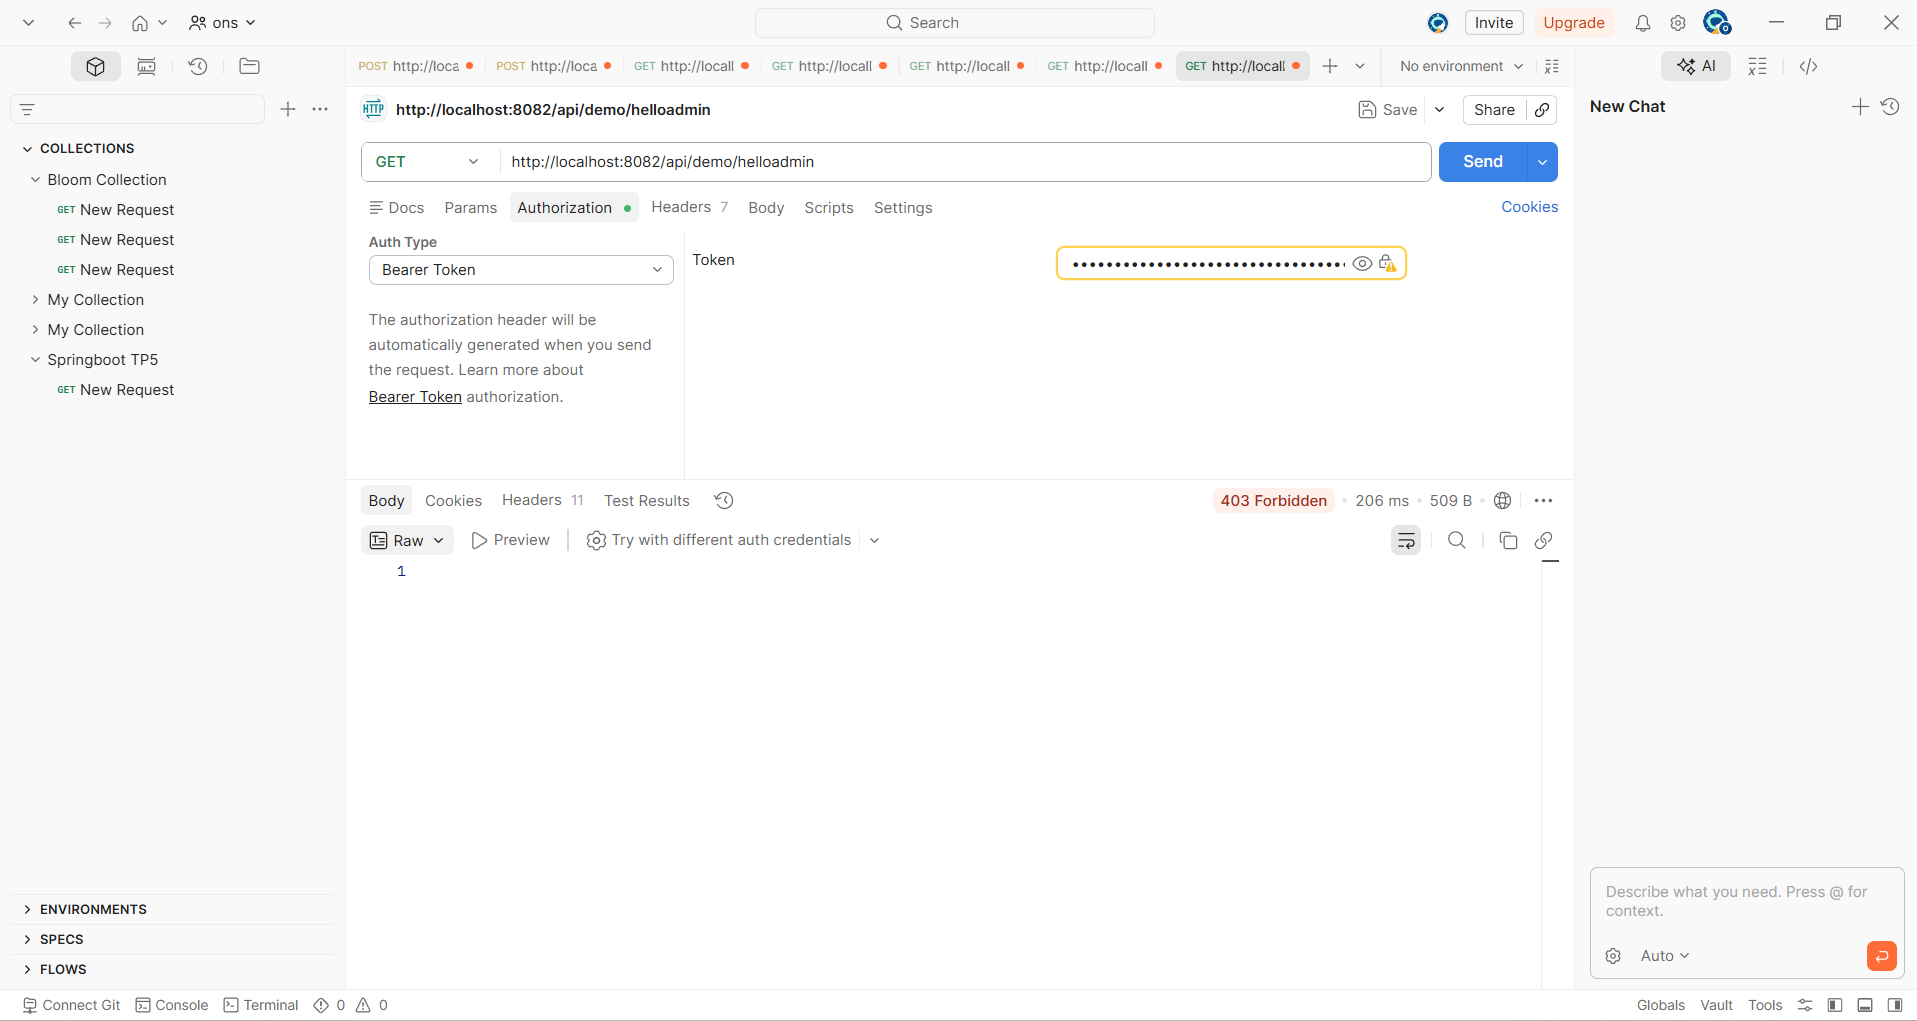 ons
Search
Invite
Upgrade
POST http://loca
POST http://loca
GET http://locall
GET http://locall
GET http://locall
GET http://locall
GET http://locall
No environment
AI
HTTP
http://localhost:8082/api/demo/helloadmin
Save
Share
New Chat
COLLECTIONS
Bloom Collection
GET New Request
GET New Request
GET New Request
My Collection
My Collection
Springboot TP5
GET New Request
GET
http://localhost:8082/api/demo/helloadmin
Send
Docs
Params
Authorization
Headers 7
Body
Scripts
Settings
Cookies
Auth Type
Bearer Token
The authorization header will be
automatically generated when you send
the request. Learn more about
Bearer Token authorization.
Token
Body
Cookies
Headers 11
Test Results
403 Forbidden
206 ms
509 B
Raw
Preview
Try with different auth credentials
1
ENVIRONMENTS
SPECS
FLOWS
Describe what you need. Press @ for
context.
Auto
Connect Git
Console
Terminal
0
0
Globals
Vault
Tools